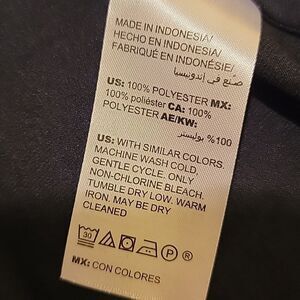 MADE IN INDONESIA/
HECHO EN INDONESIA/
FABRIQUÉ EN INDONÉSIE/
صنع في أندونيسيا
US: 100% POLYESTER MX:
100% poliéster CA: 100%
POLYESTER AE/KW:
100% بوليستر
US: WITH SIMILAR COLORS.
MACHINE WASH COLD,
GENTLE CYCLE. ONLY
NON-CHLORINE BLEACH.
TUMBLE DRY LOW. WARM
IRON. MAY BE DRY
CLEANED
30 P ®
MX: CON COLORES